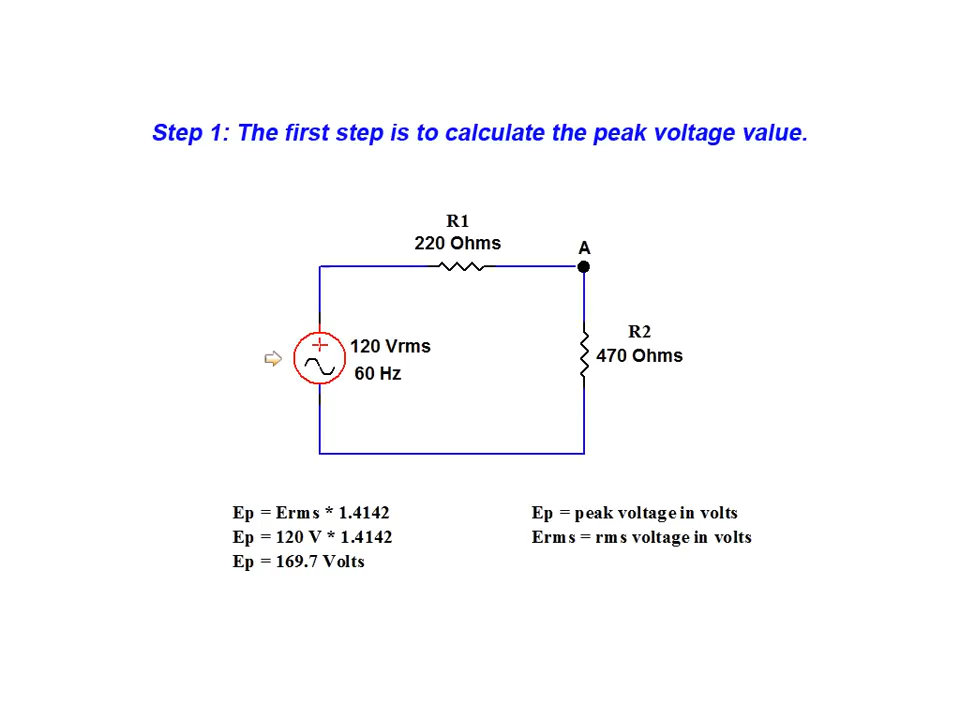 Step 1: The first step is to calculate the peak voltage value.
R1
220 Ohms
A
R2
470 Ohms
120 Vrms
60 Hz
Ep = Erms * 1.4142
Ep = 120 V * 1.4142
Ep = 169.7 Volts
Ep = peak voltage in volts
Erms = rms voltage in volts